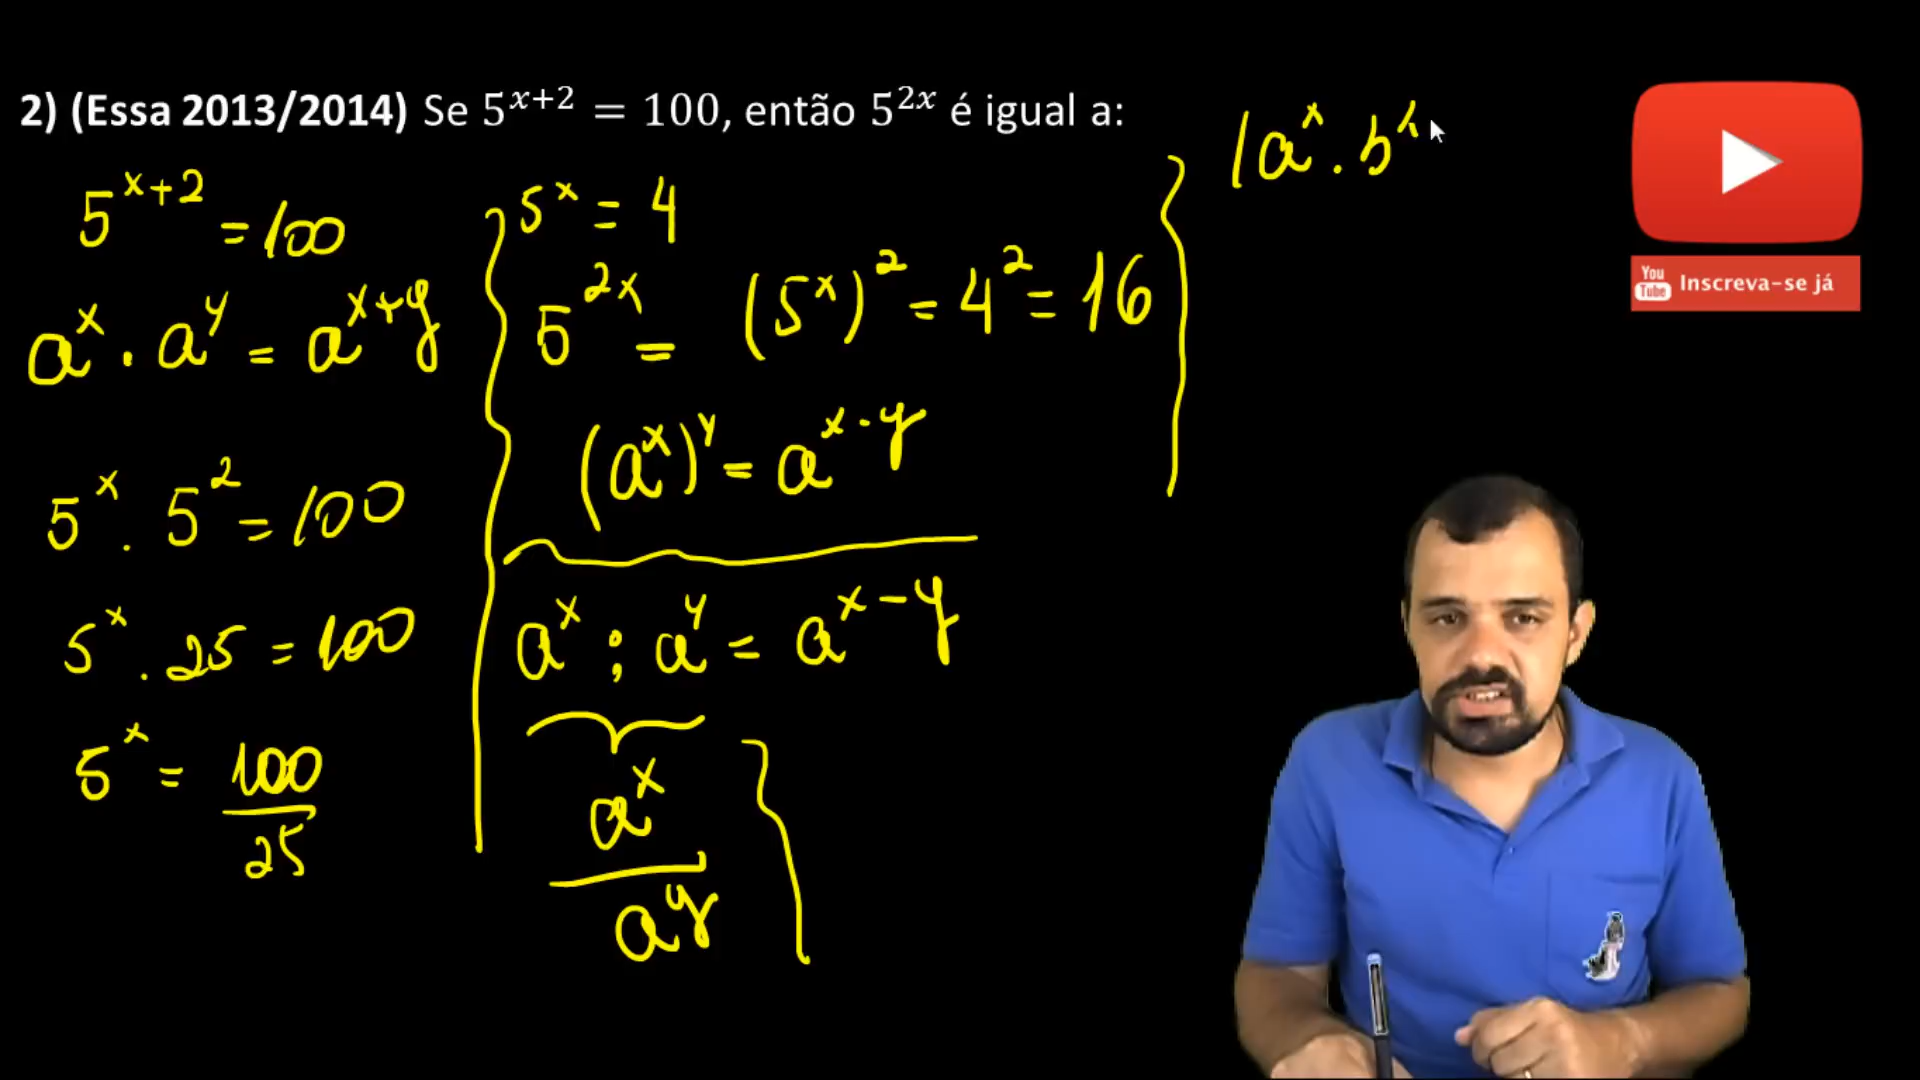 2) (Essa 2013/2014) Se 5^{x+2} = 100, então 5^{2x} é igual a:
5^{x+2} = 100
a^x . a^y = a^{x+y}
5^x . 5^2 = 100
5^x . 25 = 100
5^x = 100/25
5^x = 4
5^{2x} = (5^x)^2 = 4^2 = 16
(a^x)^y = a^{x.y}
a^x : a^y = a^{x-y}
a^x/a^y
a^x . b
You Tube Inscreva-se já